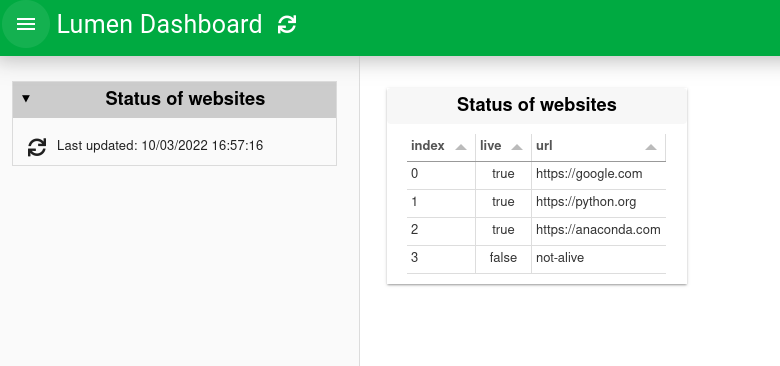 Lumen Dashboard
Status of websites
Last updated: 10/03/2022 16:57:16
Status of websites
index live url
0 true https://google.com
1 true https://python.org
2 true https://anaconda.com
3 false not-alive